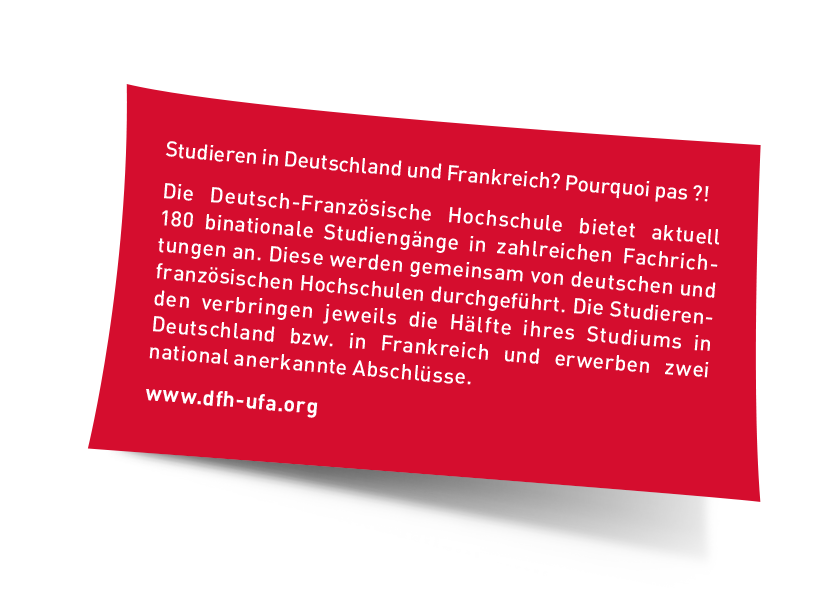 Studieren in Deutschland und Frankreich? Pourquoi pas ?!
Die Deutsch-Französische Hochschule bietet aktuell
180 binationale Studiengänge in zahlreichen Fachrich-
tungen an. Diese werden gemeinsam von deutschen und
französischen Hochschulen durchgeführt. Die Studieren-
den verbringen jeweils die Hälfte ihres Studiums in
Deutschland bzw. in Frankreich und erwerben zwei
national anerkannte Abschlüsse.
www.dfh-ufa.org